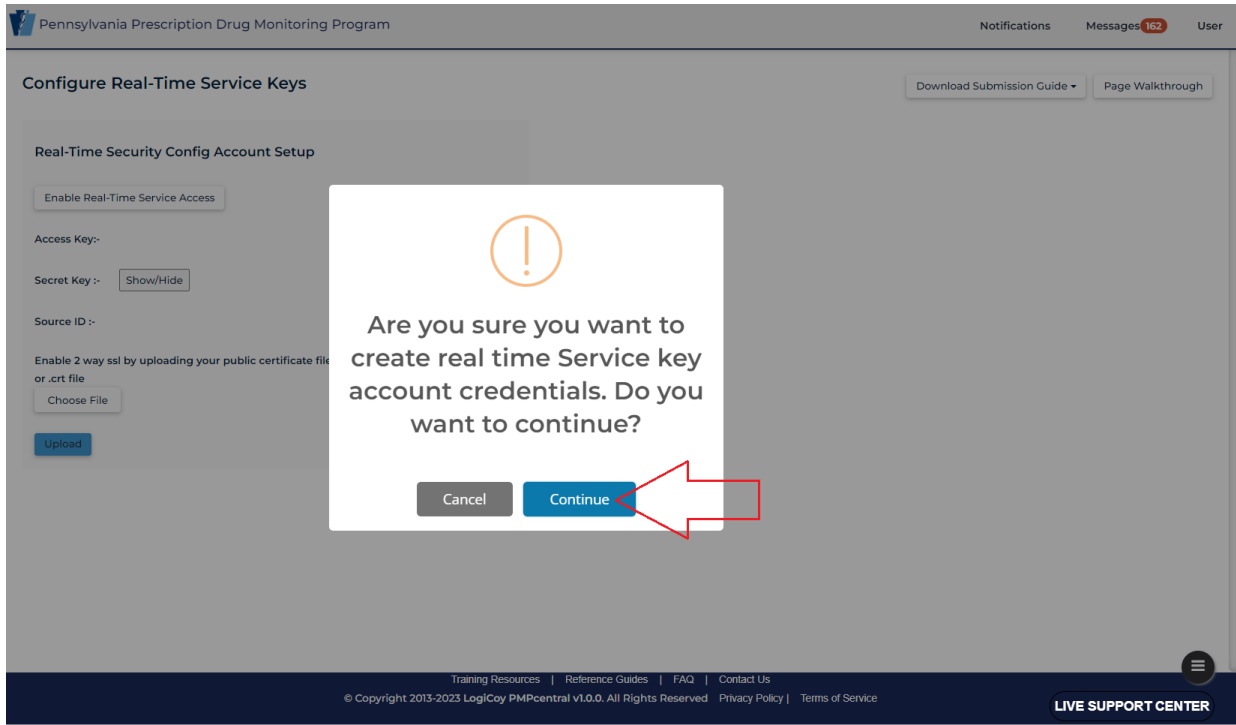 Pennsylvania Prescription Drug Monitoring Program
Notifications Messages 162 User
Configure Real-Time Service Keys
Download Submission Guide Page Walkthrough
Real-Time Security Config Account Setup
Enable Real-Time Service Access
Access Key:-
Secret Key :- Show/Hide
Source ID :-
Enable 2 way ssl by uploading your public certificate file
or .crt file
Choose File
Upload
Are you sure you want to
create real time Service key
account credentials. Do you
want to continue?
Cancel Continue
Training Resources | Reference Guides | FAQ | Contact Us
© Copyright 2013-2023 LogiCoy PMPcentral v1.0.0. All Rights Reserved Privacy Policy | Terms of Service
LIVE SUPPORT CENTER